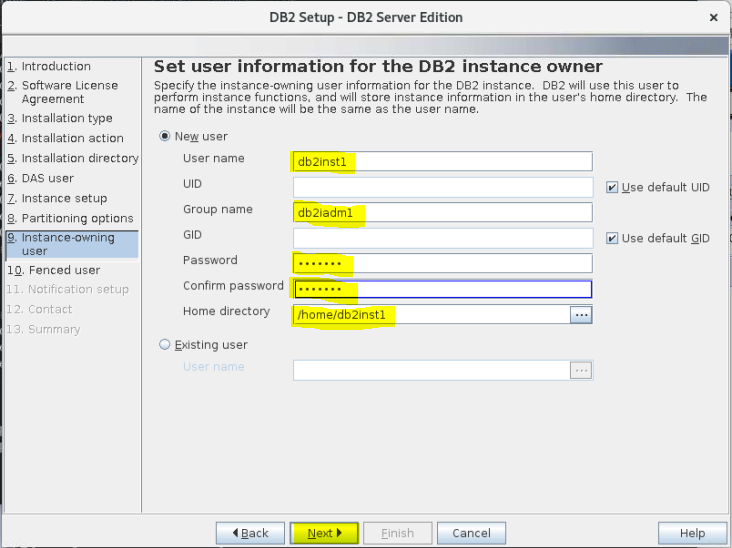 DB2 Setup - DB2 Server Edition
×
1. Introduction
2. Software License
Agreement
3. Installation type
4. Installation action
5. Installation directory
6. DAS user
7. Instance setup
8. Partitioning options
9. Instance-owning
user
10. Fenced user
11. Notification setup
12. Contact
13. Summary
Set user information for the DB2 instance owner
Specify the instance-owning user information for the DB2 instance. DB2 will use this user to
perform instance functions, and will store instance information in the user's home directory. The
name of the instance will be the same as the user name.
New user
User name db2inst1
UID Use default UID
Group name db2iadm1
GID Use default GID
Password •••••••
Confirm password •••••••
Home directory /home/db2inst1 ...
Existing user
User name ...
Back Next Finish Cancel Help